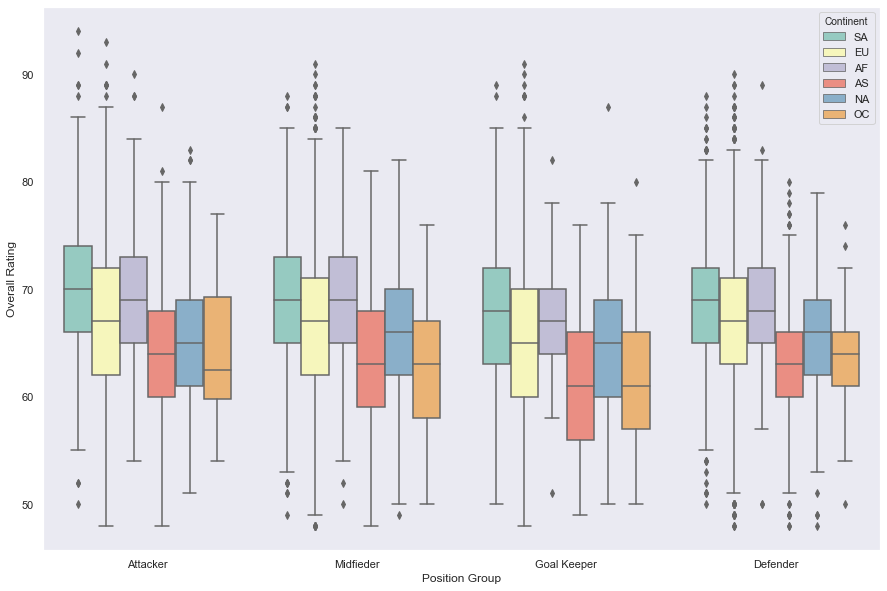 Continent
SA
EU
AF
AS
NA
OC
90
80
70
60
50
Overall Rating
Attacker
Midfieder
Goal Keeper
Defender
Position Group